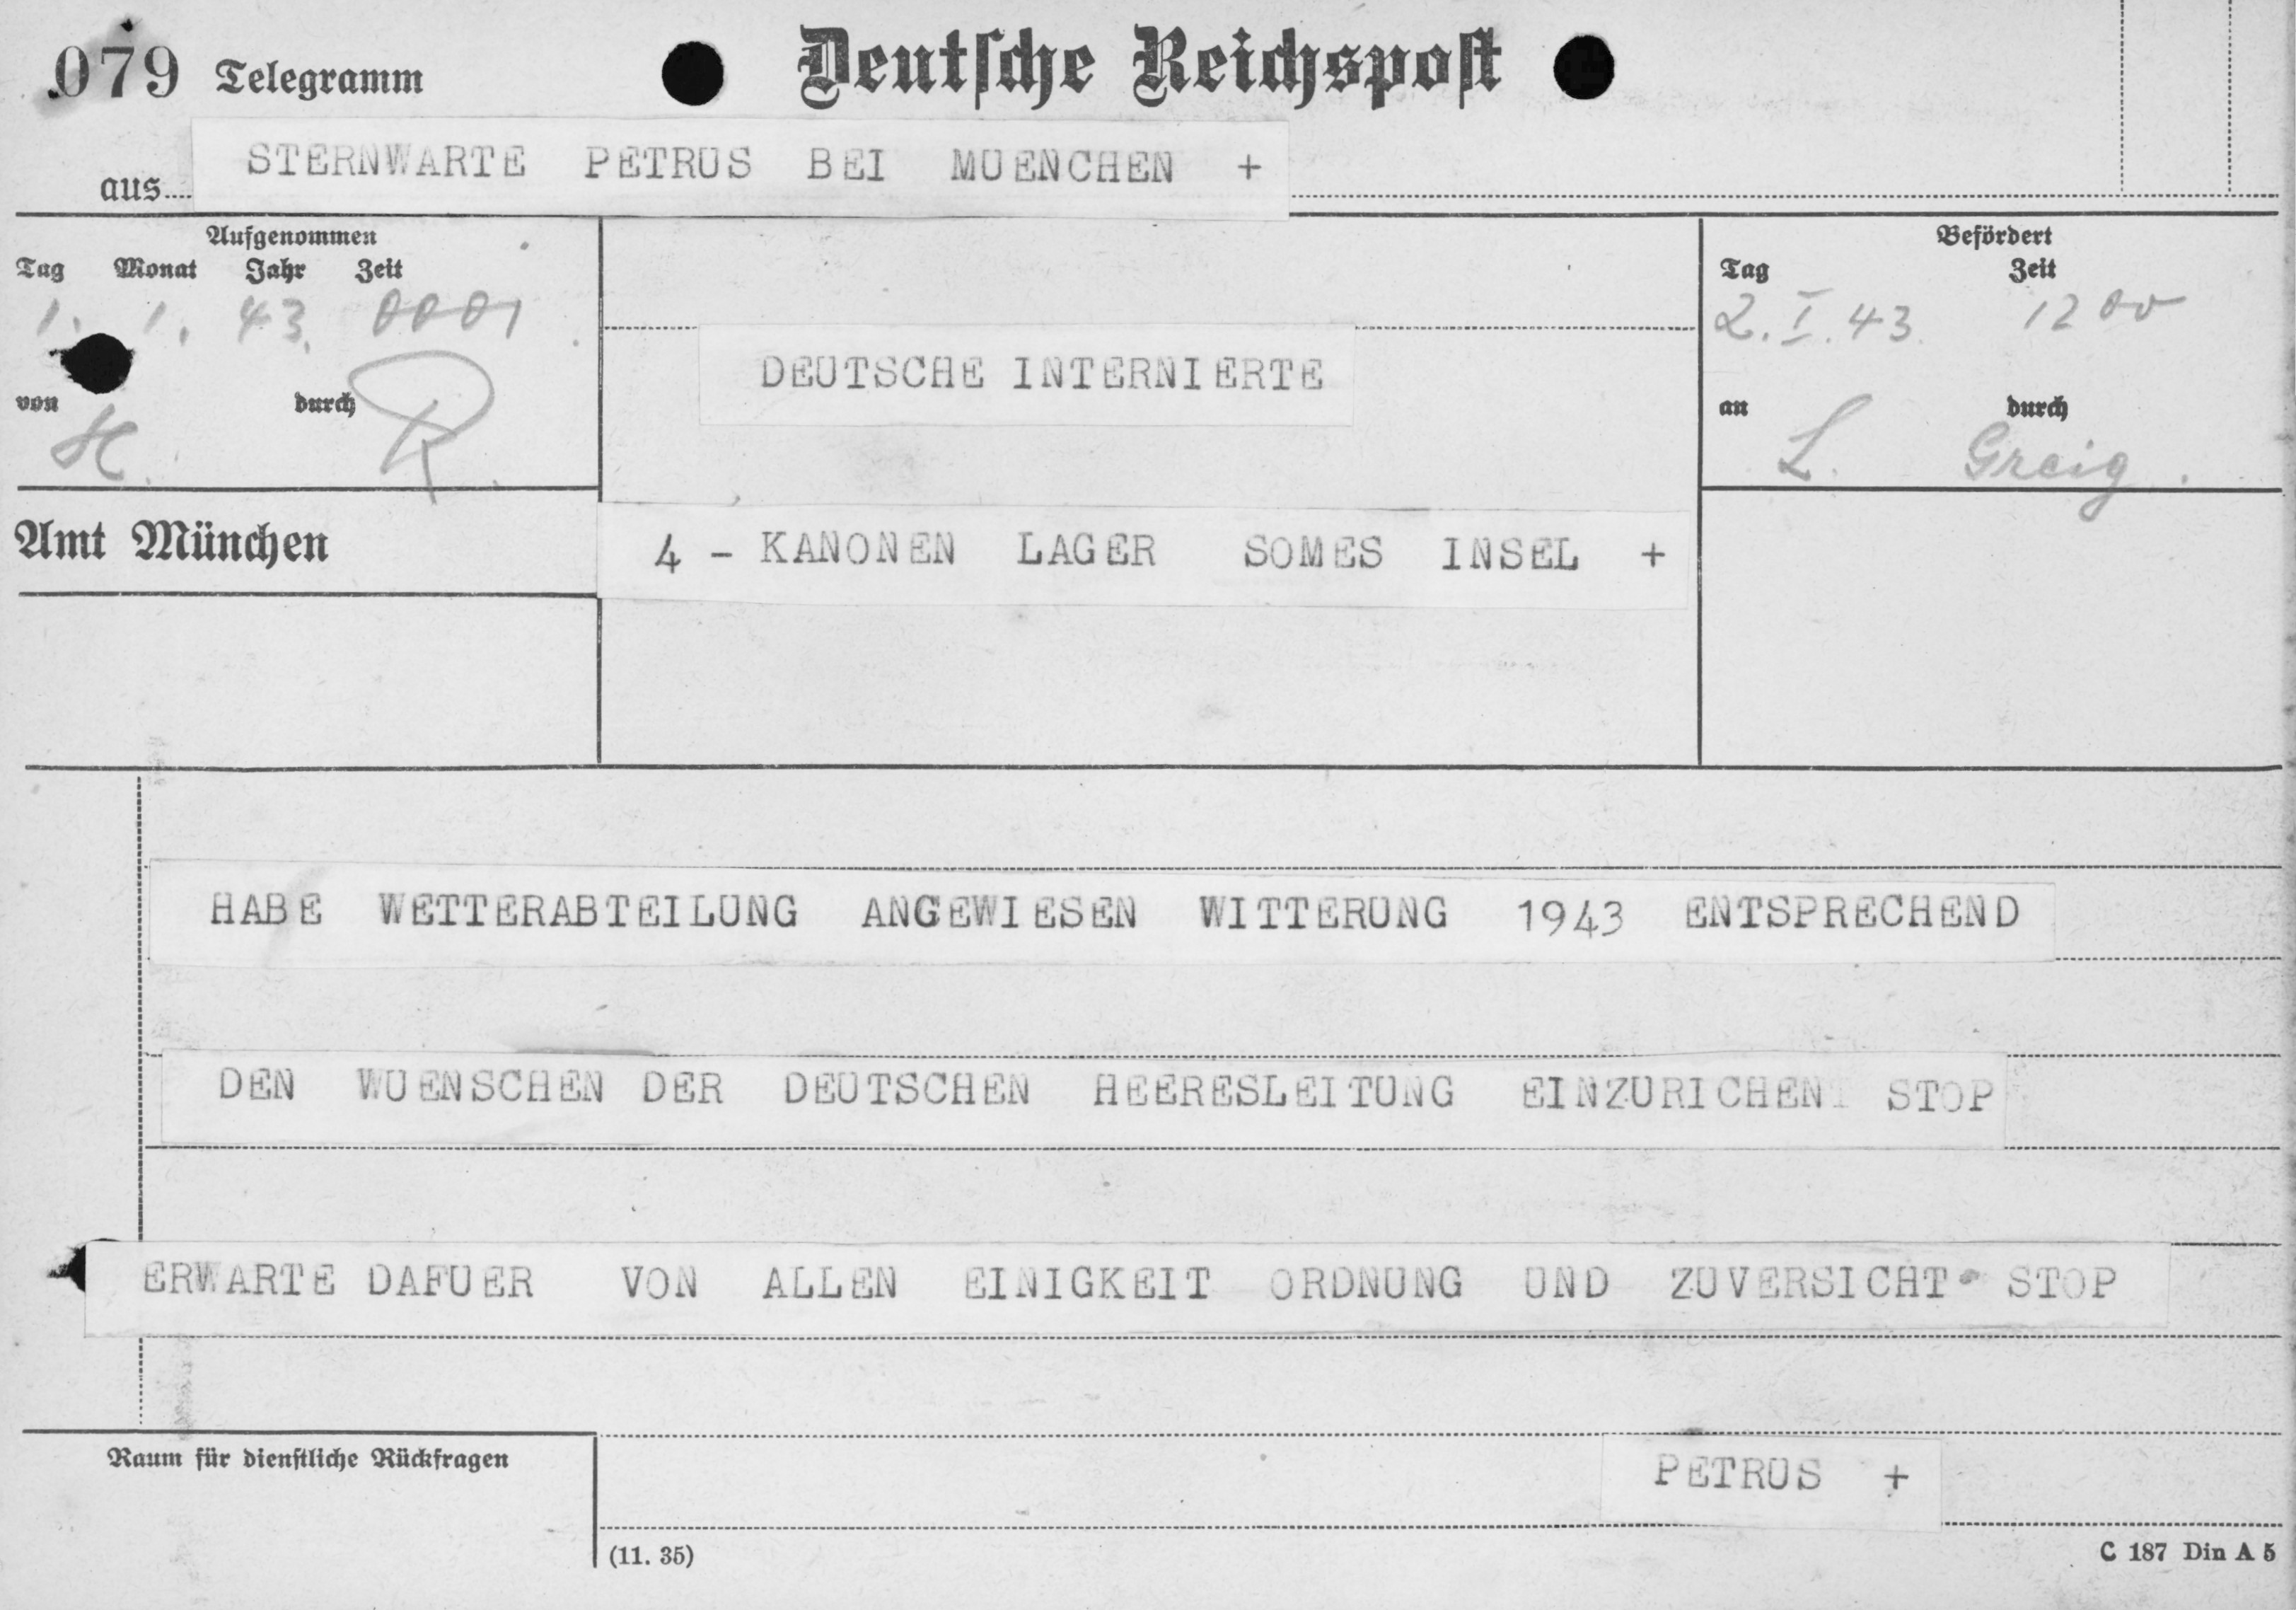 079 Telegramm Deutsche Reichspost
aus STERNWARTE PETRUS BEI MUENCHEN +
Aufgenommen
Tag Monat Jahr Zeit
1. 1. 43. 0001
von durch
H. R.
Befördert
Tag Zeit
2. I. 43. 12 00
an durch
L. Greig.
DEUTSCHE INTERNIERTE
Amt München
4 - KANONEN LAGER SOMES INSEL +
HABE WETTERABTEILUNG ANGEWIESEN WITTERUNG 1943 ENTSPRECHEND
DEN WUENSCHEN DER DEUTSCHEN HEERESLEITUNG EINZURICHEN STOP
ERWARTE DAFUER VON ALLEN EINIGKEIT ORDNUNG UND ZUVERSICHT STOP
Raum für dienstliche Rückfragen
PETRUS +
(11. 35)
C 187 Din A 5